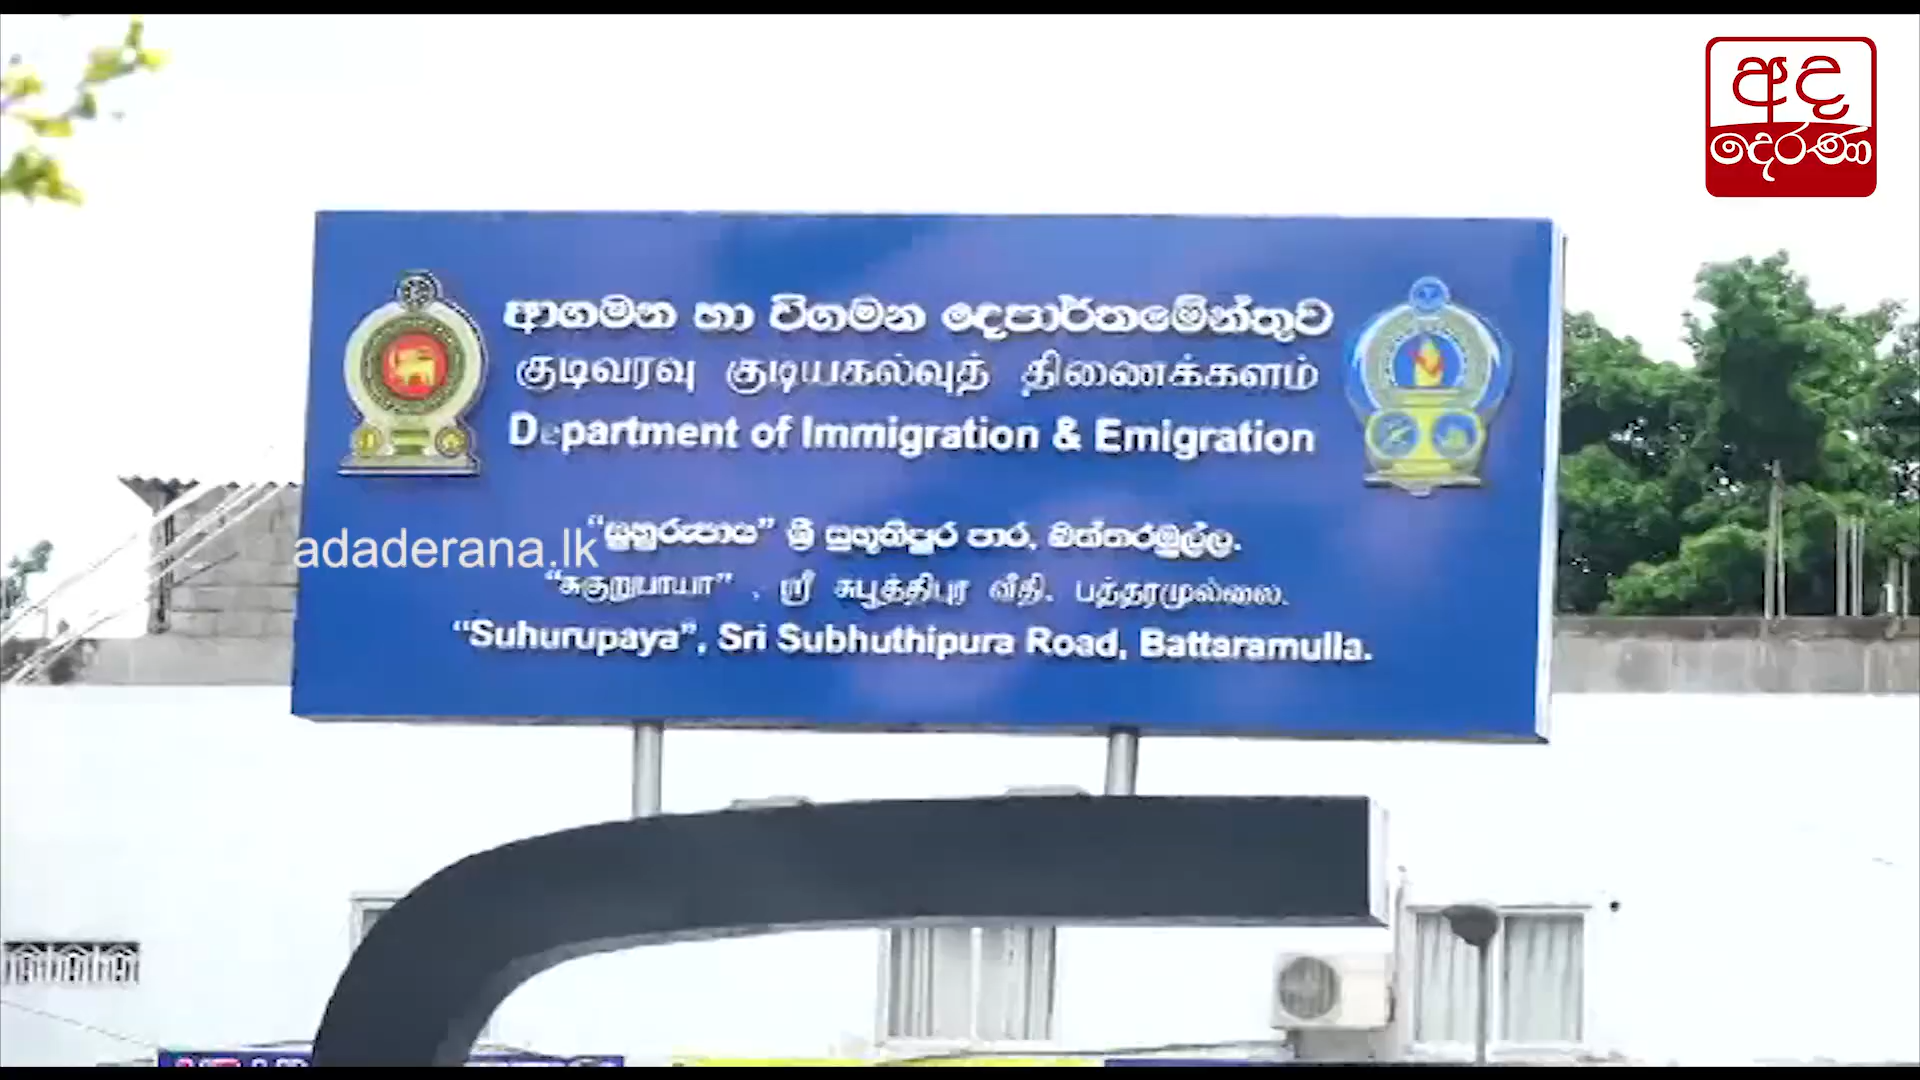 අද
දෙරණ
ආගමන හා විගමන දෙපාර්තමේන්තුව
குடிவரவு குடியகல்வுத் திணைக்களம்
Department of Immigration & Emigration
"සුහුරුපාය" ශ්‍රී සුභූතිපුර පාර, බත්තරමුල්ල.
adaderana.lk
"சுகுறுபாயா" , ஸ்ரீ சுபூத்திபுர வீதி, பத்தரமுல்லை.
"Suhurupaya", Sri Subhuthipura Road, Battaramulla.